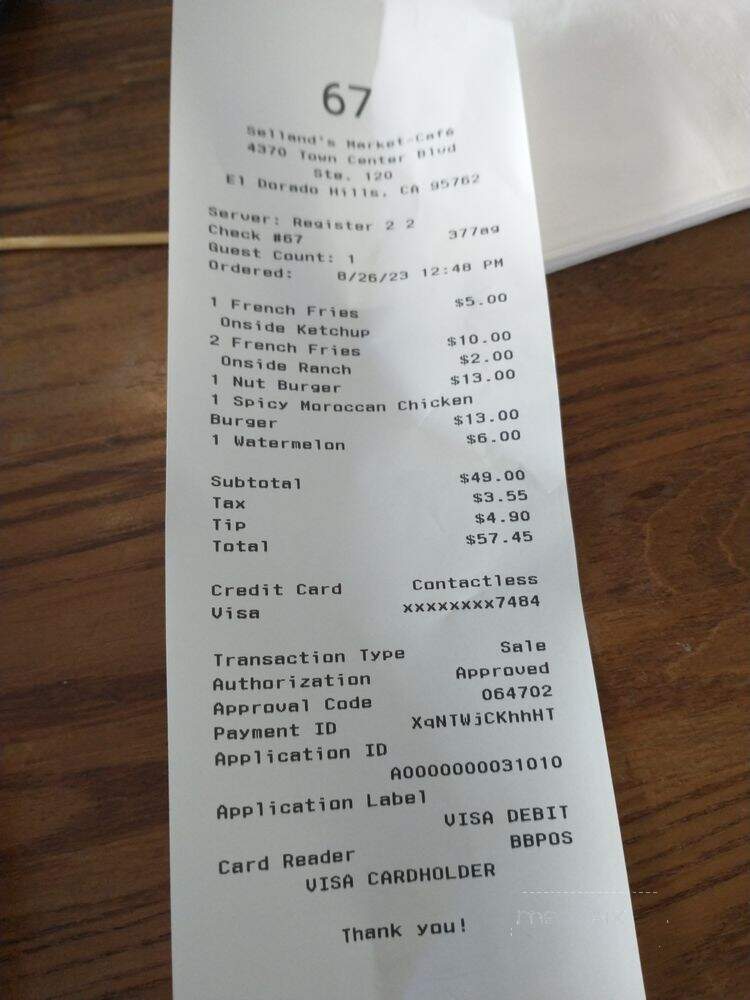 67
Selland's Market-Cafe
4370 Town Center Blvd
Ste. 120
El Dorado Hills, CA 95762
Server: Register 2 2
Check #67 377ag
Guest Count: 1
Ordered: 8/26/23 12:48 PM
1 French Fries $5.00
Onside Ketchup
2 French Fries $10.00
Onside Ranch $2.00
1 Nut Burger $13.00
1 Spicy Moroccan Chicken
Burger $13.00
1 Watermelon $6.00
Subtotal $49.00
Tax $3.55
Tip $4.90
Total $57.45
Credit Card Contactless
Visa xxxxxxxx7484
Transaction Type Sale
Authorization Approved
Approval Code 064702
Payment ID XqNTWjCKhhHT
Application ID
A0000000031010
Application Label
VISA DEBIT
Card Reader BBPOS
VISA CARDHOLDER
Thank you!